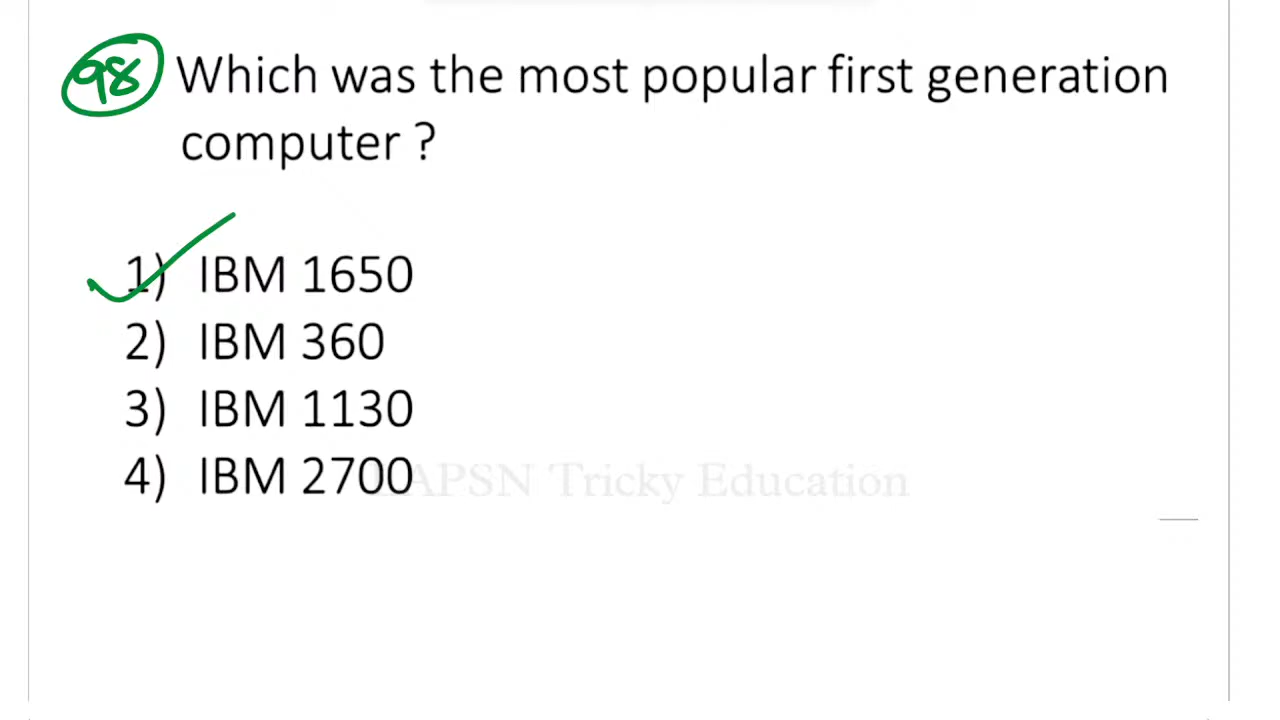 98 Which was the most popular first generation
computer ?
1) IBM 1650
2) IBM 360
3) IBM 1130
4) IBM 2700
APSN Tricky Education